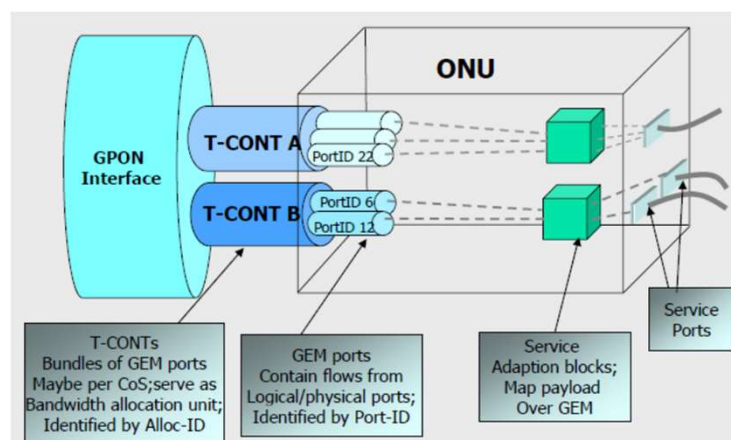 ONU
GPON
Interface
T-CONT A
PortID 22
T-CONT B
PortID 6
PortID 12
T-CONTs
Bundles of GEM ports
Maybe per CoS;serve as
Bandwidth allocation unit;
Identified by Alloc-ID
GEM ports
Contain flows from
Logical/physical ports;
Identified by Port-ID
Service
Adaption blocks;
Map payload
Over GEM
Service
Ports